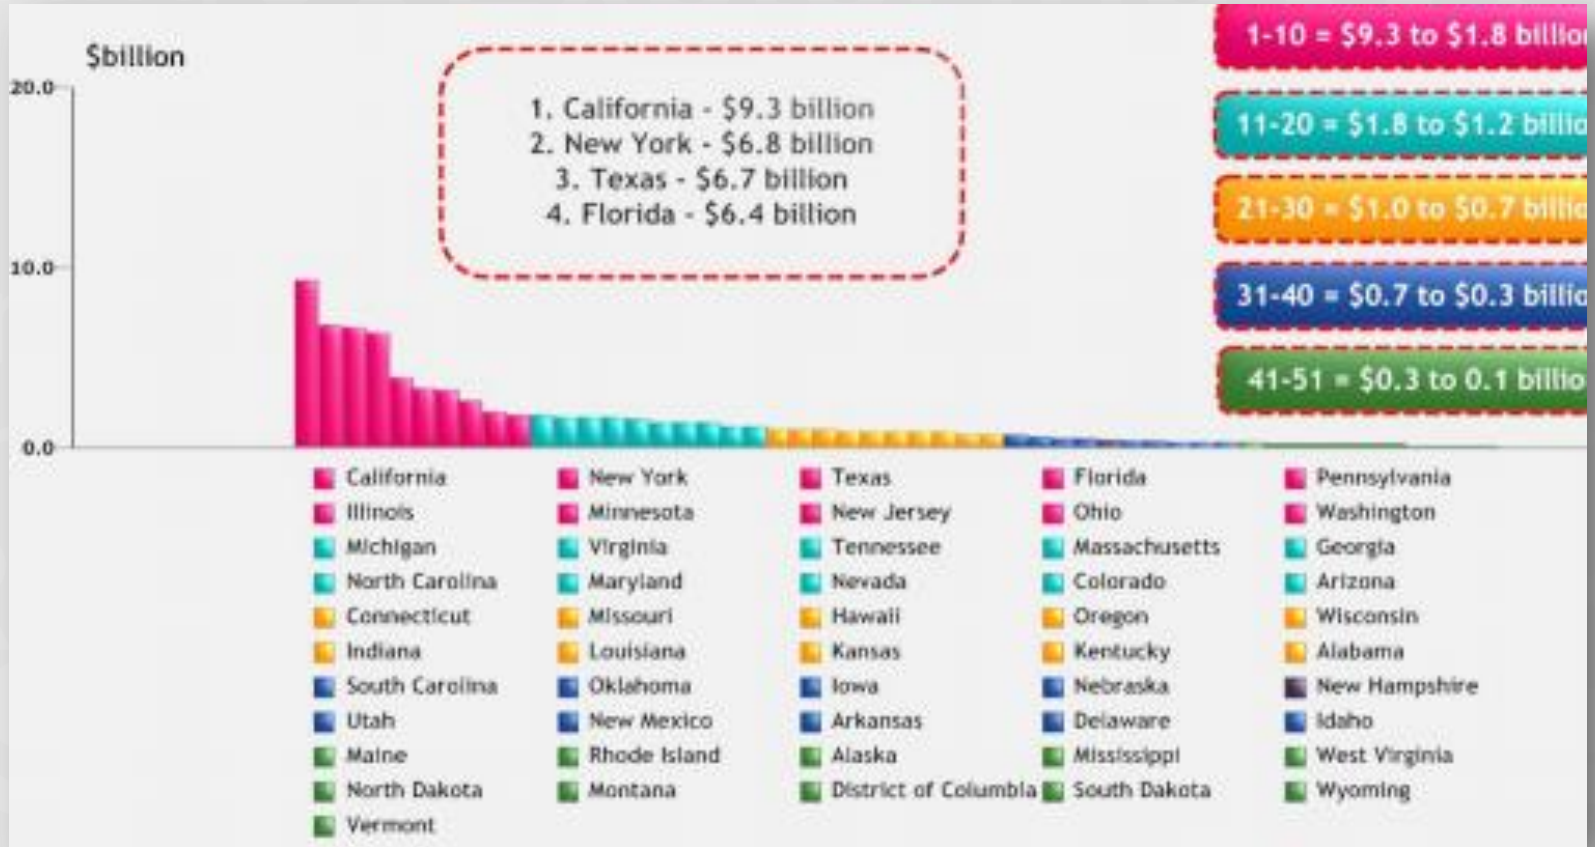 $billion
20.0
10.0
0.0
1. California - $9.3 billion
2. New York - $6.8 billion
3. Texas - $6.7 billion
4. Florida - $6.4 billion
1-10 = $9.3 to $1.8 billion
11-20 = $1.8 to $1.2 billio
21-30 = $1.0 to $0.7 billio
31-40 = $0.7 to $0.3 billio
41-51 = $0.3 to 0.1 billio
California New York Texas Florida Pennsylvania
Illinois Minnesota New Jersey Ohio Washington
Michigan Virginia Tennessee Massachusetts Georgia
North Carolina Maryland Nevada Colorado Arizona
Connecticut Missouri Hawaii Oregon Wisconsin
Indiana Louisiana Kansas Kentucky Alabama
South Carolina Oklahoma Iowa Nebraska New Hampshire
Utah New Mexico Arkansas Delaware Idaho
Maine Rhode Island Alaska Mississippi West Virginia
North Dakota Montana District of Columbia South Dakota Wyoming
Vermont